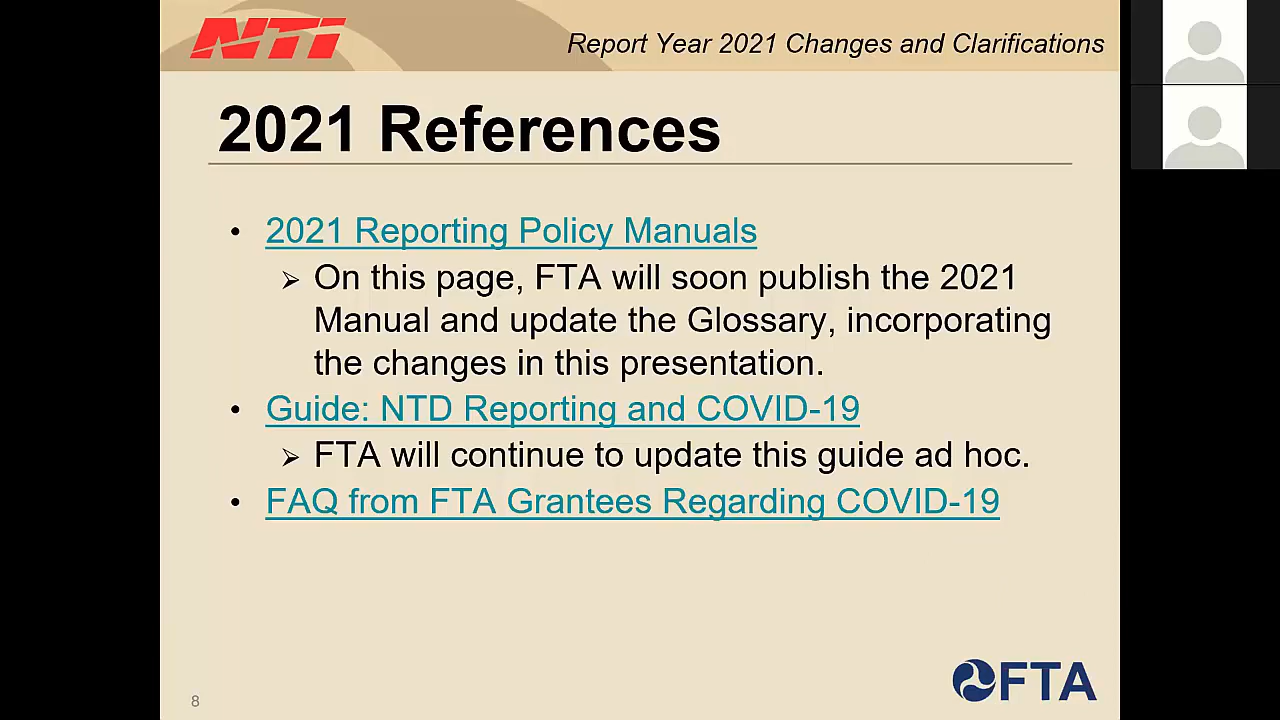 NTI
Report Year 2021 Changes and Clarifications
2021 References
• 2021 Reporting Policy Manuals
➢ On this page, FTA will soon publish the 2021
Manual and update the Glossary, incorporating
the changes in this presentation.
• Guide: NTD Reporting and COVID-19
➢ FTA will continue to update this guide ad hoc.
• FAQ from FTA Grantees Regarding COVID-19
FTA
8